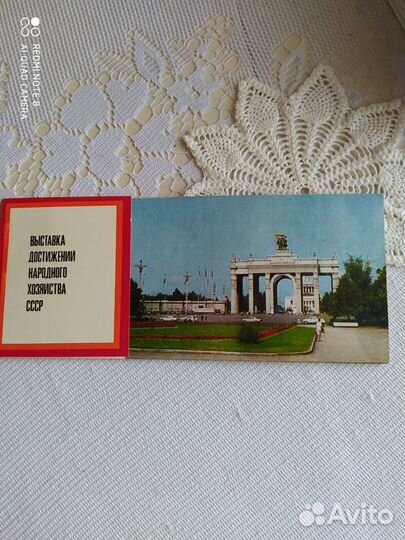 REDMI NOTE 8
AI QUAD CAMERA
ВЫСТАВКА
ДОСТИЖЕНИЙ
НАРОДНОГО
ХОЗЯЙСТВА
СССР
Avito